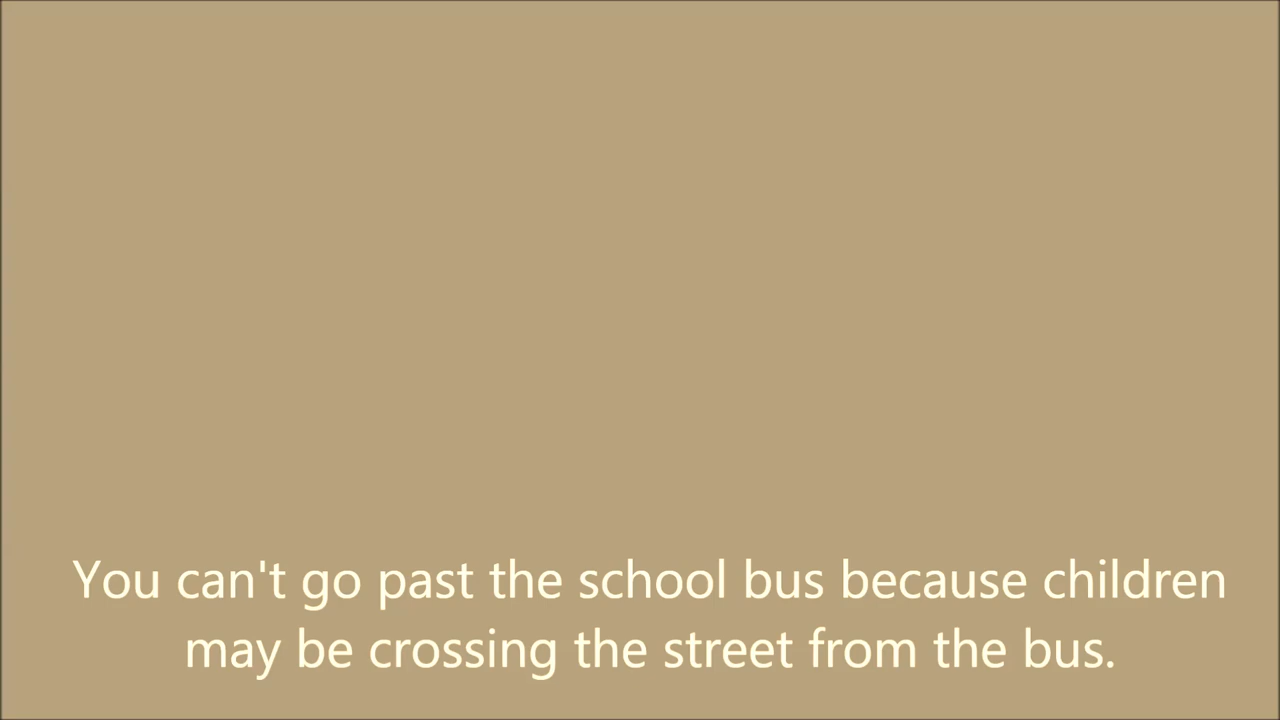 You can't go past the school bus because children
may be crossing the street from the bus.